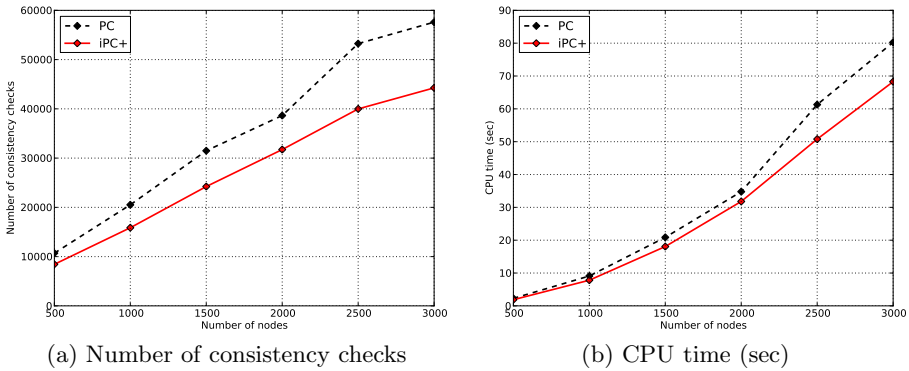 60000
50000
40000
30000
20000
10000
0
Number of consistency checks
PC
iPC+
500 1000 1500 2000 2500 3000
Number of nodes
(a) Number of consistency checks
90
80
70
60
50
40
30
20
10
0
CPU time (sec)
PC
iPC+
500 1000 1500 2000 2500 3000
Number of nodes
(b) CPU time (sec)